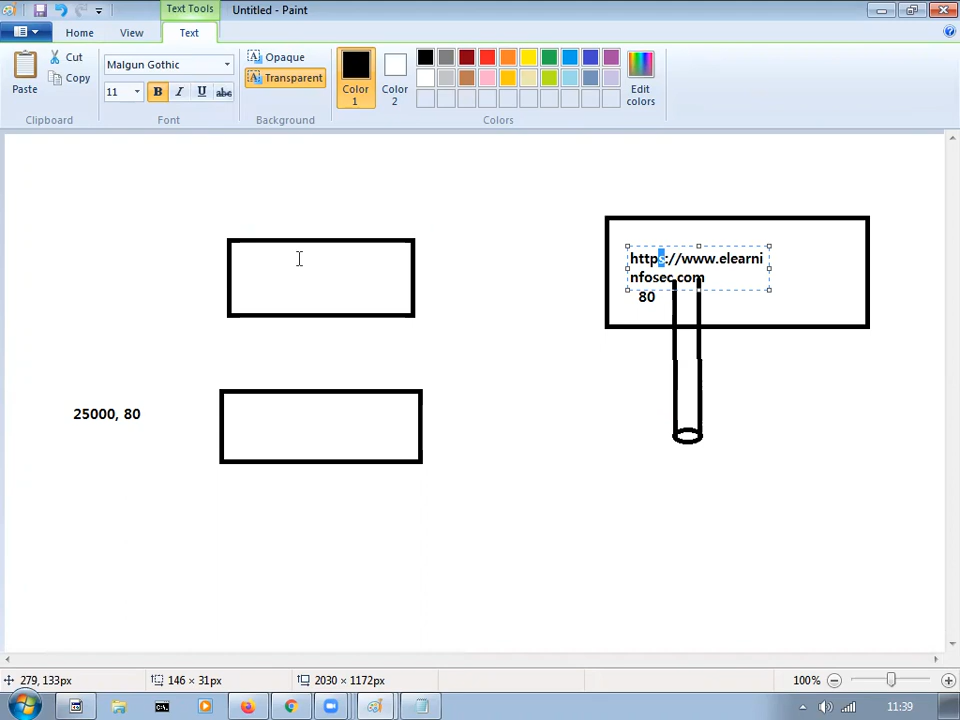 Text Tools
Untitled - Paint
Home
View
Text
Paste
Cut
Copy
Clipboard
Malgun Gothic
11
B
I
U
abc
Font
Opaque
Transparent
Background
Color
1
Color
2
Edit
colors
Colors
https://www.elearni
nfosec.com
80
25000, 80
279, 133px
146 × 31px
2030 × 1172px
100%
11:39